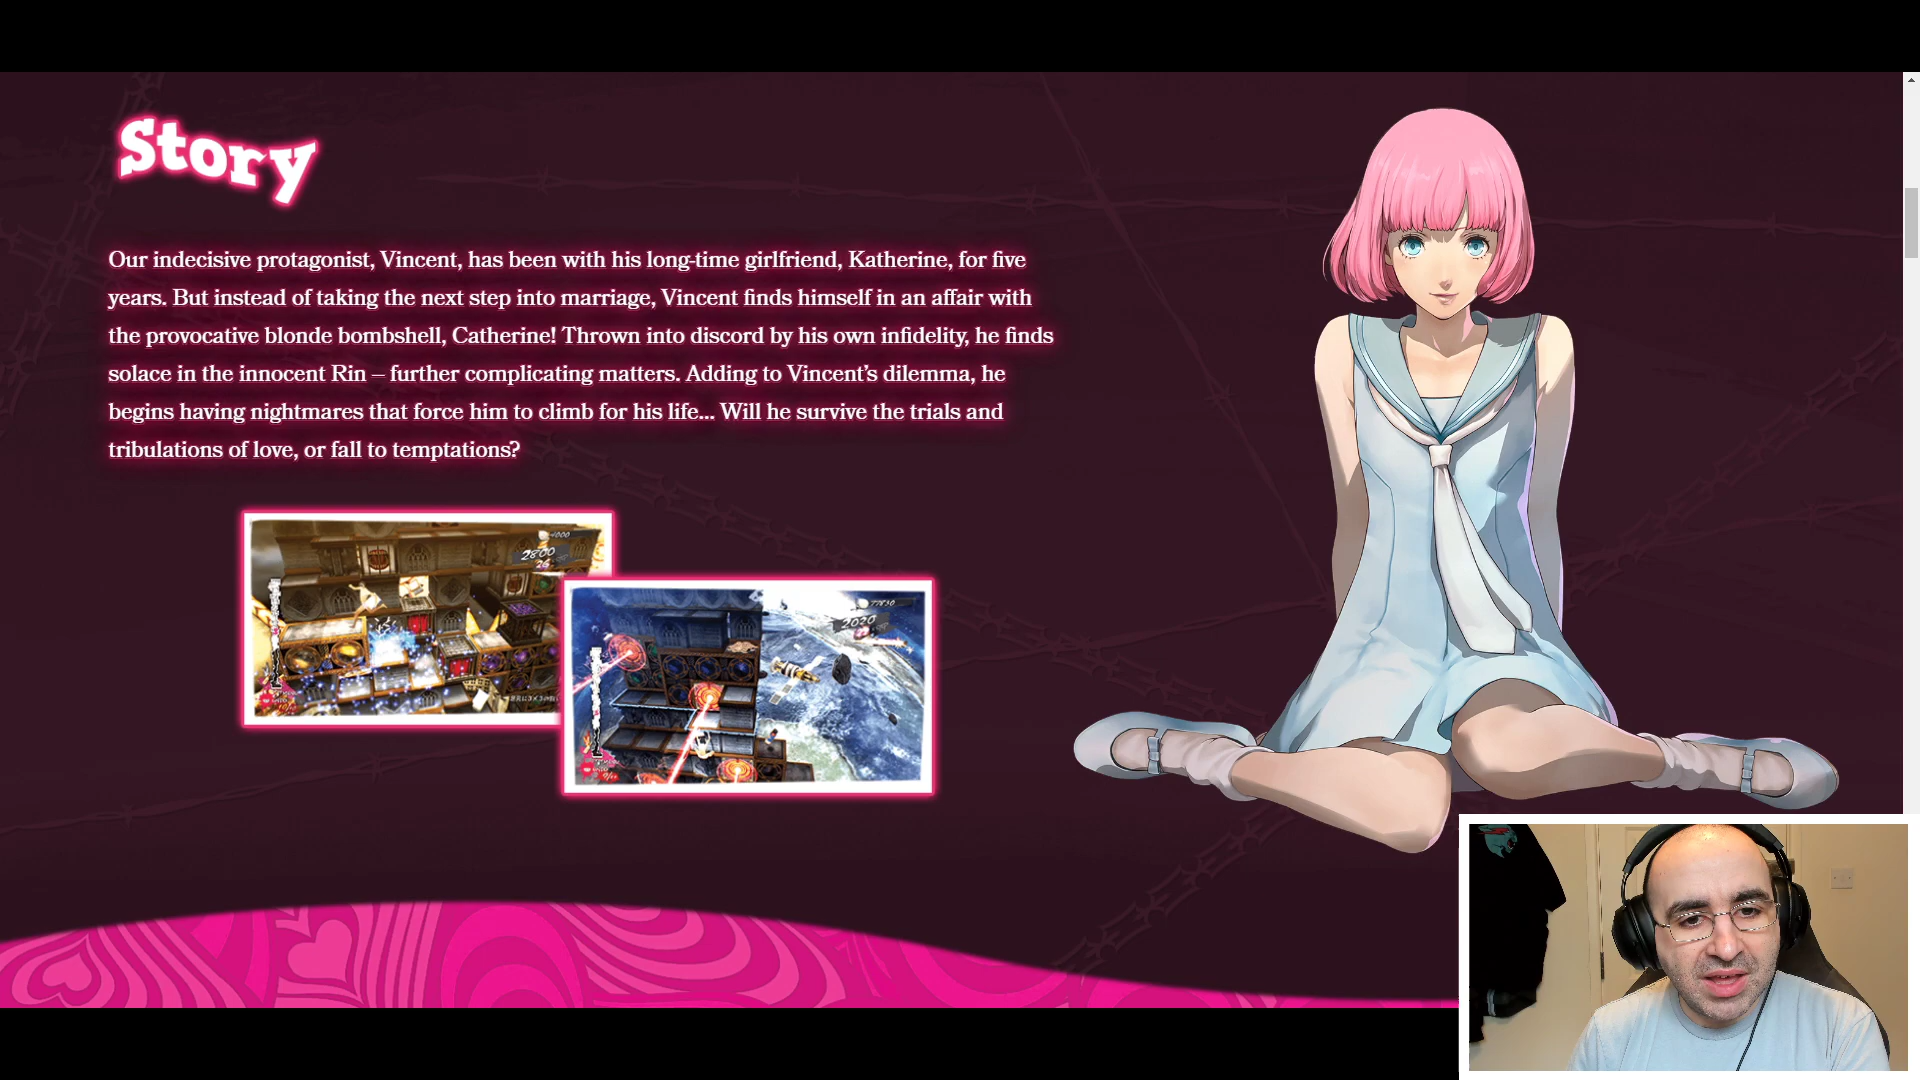 Story
Our indecisive protagonist, Vincent, has been with his long-time girlfriend, Katherine, for five
years. But instead of taking the next step into marriage, Vincent finds himself in an affair with
the provocative blonde bombshell, Catherine! Thrown into discord by his own infidelity, he finds
solace in the innocent Rin – further complicating matters. Adding to Vincent's dilemma, he
begins having nightmares that force him to climb for his life... Will he survive the trials and
tribulations of love, or fall to temptations?
4000
2800
26
2020